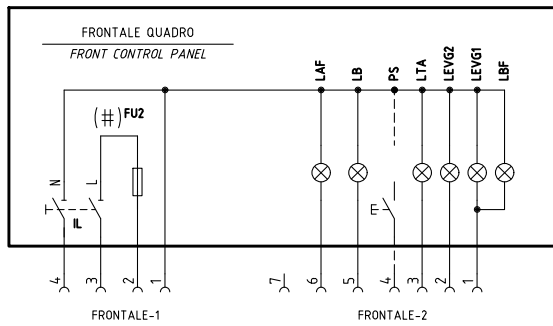 FRONTALE QUADRO
FRONT CONTROL PANEL
LAF
LB
PS
LTA
LEVG2
LEVG1
LBF
(#) FU2
N
L
IL
4
3
2
1
7
6
5
4
3
2
1
FRONTALE-1
FRONTALE-2